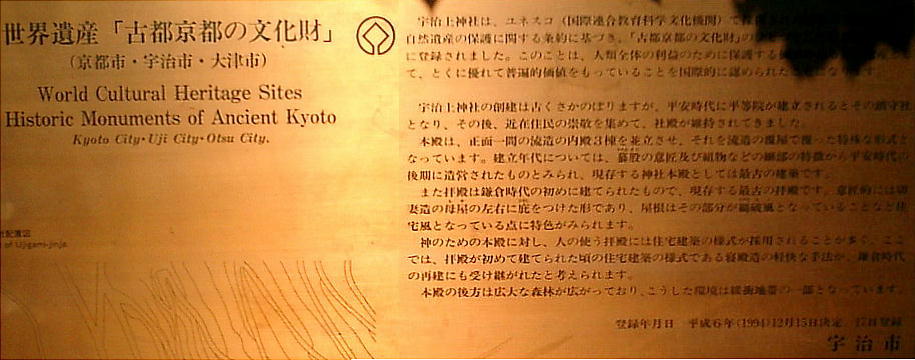 世界遺産「古都京都の文化財」
(京都市・宇治市・大津市)
World Cultural Heritage Sites
Historic Monuments of Ancient Kyoto
Kyoto City・Uji City・Otsu City.
配置図
of Ujigami-jinja.
宇治上神社は、ユネスコ(国際連合教育科学文化機関)で
自然遺産の保護に関する条約に基づき、「古都京都の文化財」の
に登録されました。このことは、人類全体の利益のために保護する
て、とくに優れて普遍的価値をもっていることを国際的に認められた
宇治上神社の創建は古くさかのぼりますが、平安時代に平等院が建立されるとその鎮守社
となり、その後、近在住民の崇敬を集めて、社殿が維持されてきました。
本殿は、正面一間の流造の内殿3棟を並立させ、それを流造の覆屋で覆った特殊な形式と
なっています。建立年代については、蟇股の意匠及び組物などの細部の特徴から平安時代の
後期に造営されたものとみられ、現存する神社本殿としては最古の建築です。
また拝殿は鎌倉時代の初めに建てられたもので、現存する最古の拝殿です。意匠的には切
妻造の母屋の左右に庇をつけた形であり、屋根はその部分が縋破風となっていることなど住
宅風となっている点に特色がみられます。
神のための本殿に対し、人の使う拝殿には住宅建築の様式が採用されることが多く、ここ
では、拝殿が初めて建てられた頃の住宅建築の様式である寝殿造の軽快な手法が、鎌倉時代
の再建にも受け継がれたと考えられます。
本殿の後方は広大な森林が広がっており、こうした環境は緩衝地帯の一部となっています。
登録年月日 平成6年(1994)12月15日決定、17日登録
宇治市